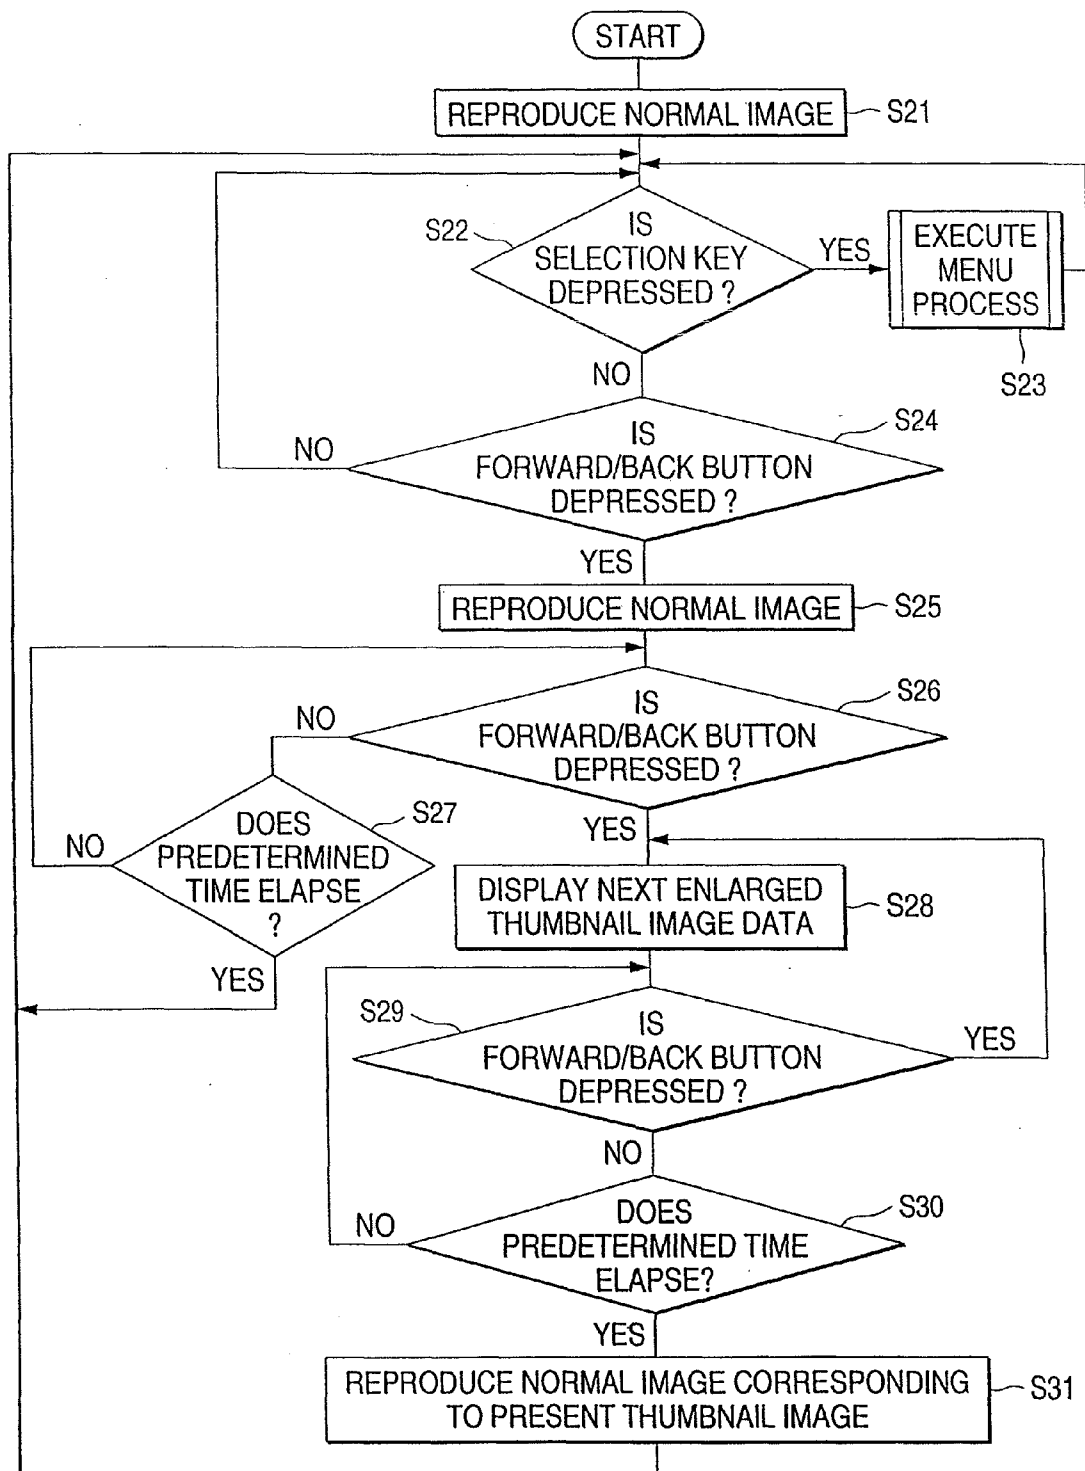 START
REPRODUCE NORMAL IMAGE
S21
IS
SELECTION KEY
DEPRESSED ?
S22
YES
EXECUTE
MENU
PROCESS
S23
NO
IS
FORWARD/BACK BUTTON
DEPRESSED ?
S24
NO
YES
REPRODUCE NORMAL IMAGE
S25
IS
FORWARD/BACK BUTTON
DEPRESSED ?
S26
NO
DOES
PREDETERMINED
TIME ELAPSE
?
S27
NO
YES
YES
DISPLAY NEXT ENLARGED
THUMBNAIL IMAGE DATA
S28
IS
FORWARD/BACK BUTTON
DEPRESSED ?
S29
YES
NO
DOES
PREDETERMINED TIME
ELAPSE?
S30
NO
YES
REPRODUCE NORMAL IMAGE CORRESPONDING
TO PRESENT THUMBNAIL IMAGE
S31